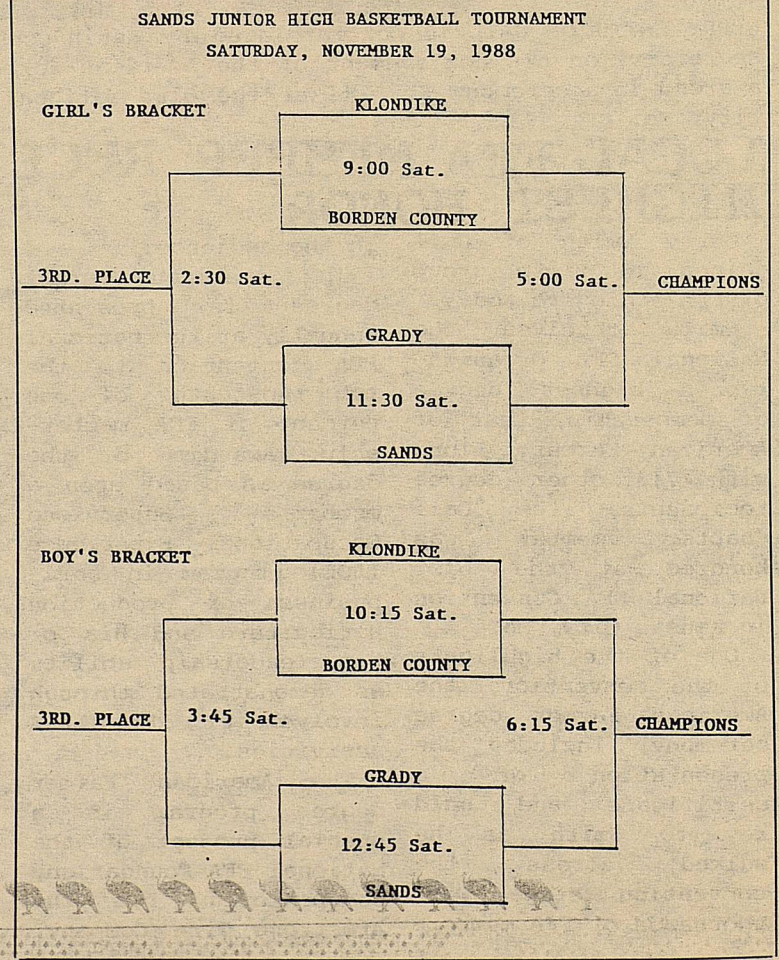 SANDS JUNIOR HIGH BASKETBALL TOURNAMENT
SATURDAY, NOVEMBER 19, 1988
GIRL'S BRACKET
KLONDIKE
9:00 Sat.
BORDEN COUNTY
3RD. PLACE
2:30 Sat.
5:00 Sat.
CHAMPIONS
GRADY
11:30 Sat.
SANDS
BOY'S BRACKET
KLONDIKE
10:15 Sat.
BORDEN COUNTY
3RD. PLACE
3:45 Sat.
6:15 Sat.
CHAMPIONS
GRADY
12:45 Sat.
SANDS